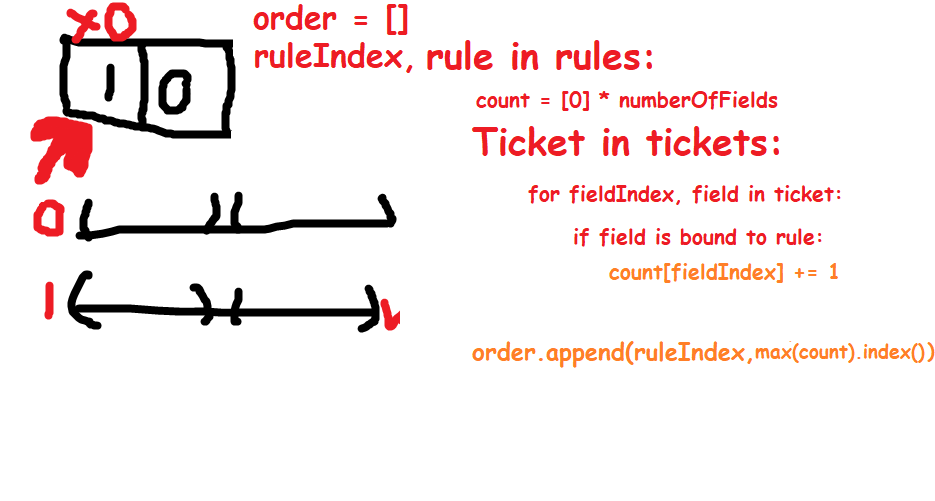 x0
order = []
ruleIndex, rule in rules:
1 0
count = [0] * numberOfFields
Ticket in tickets:
for fieldIndex, field in ticket:
0
if field is bound to rule:
count[fieldIndex] += 1
1
order.append(ruleIndex,max(count).index())